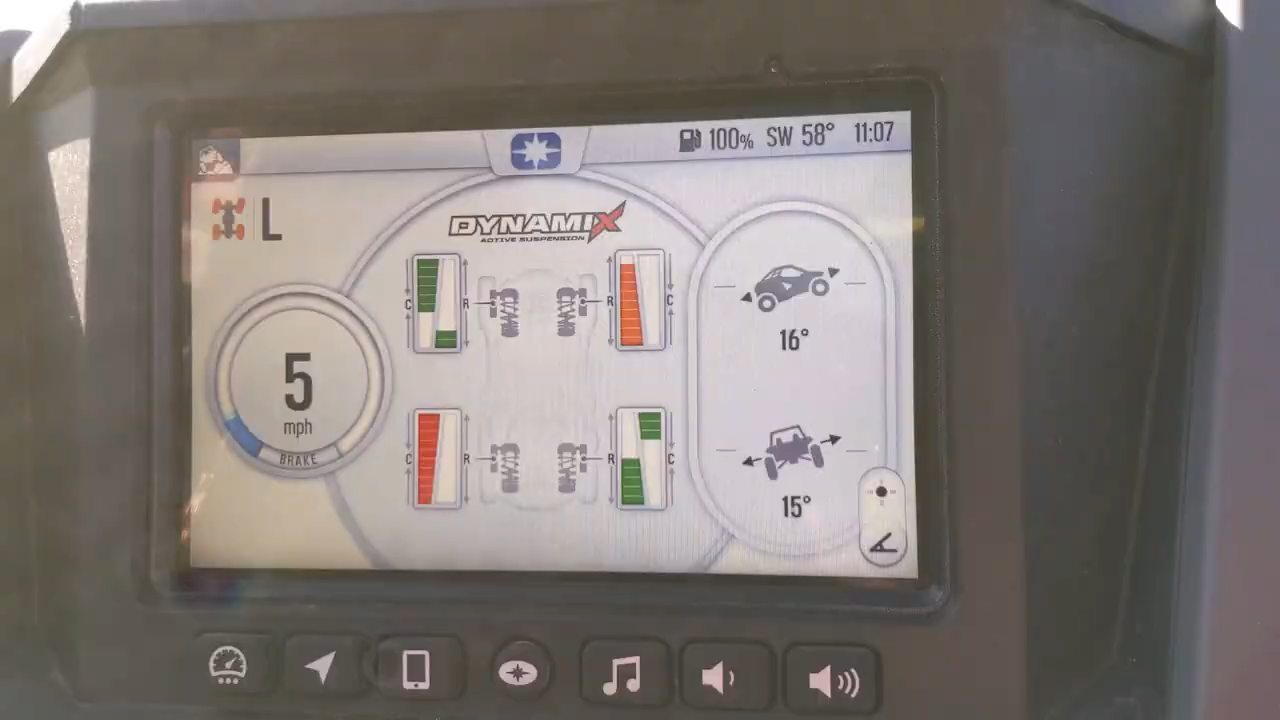 100% SW 58° 11:07
L
DYNAMIX
ACTIVE SUSPENSION
C R R C
16°
5
mph
BRAKE
C R R C
15°